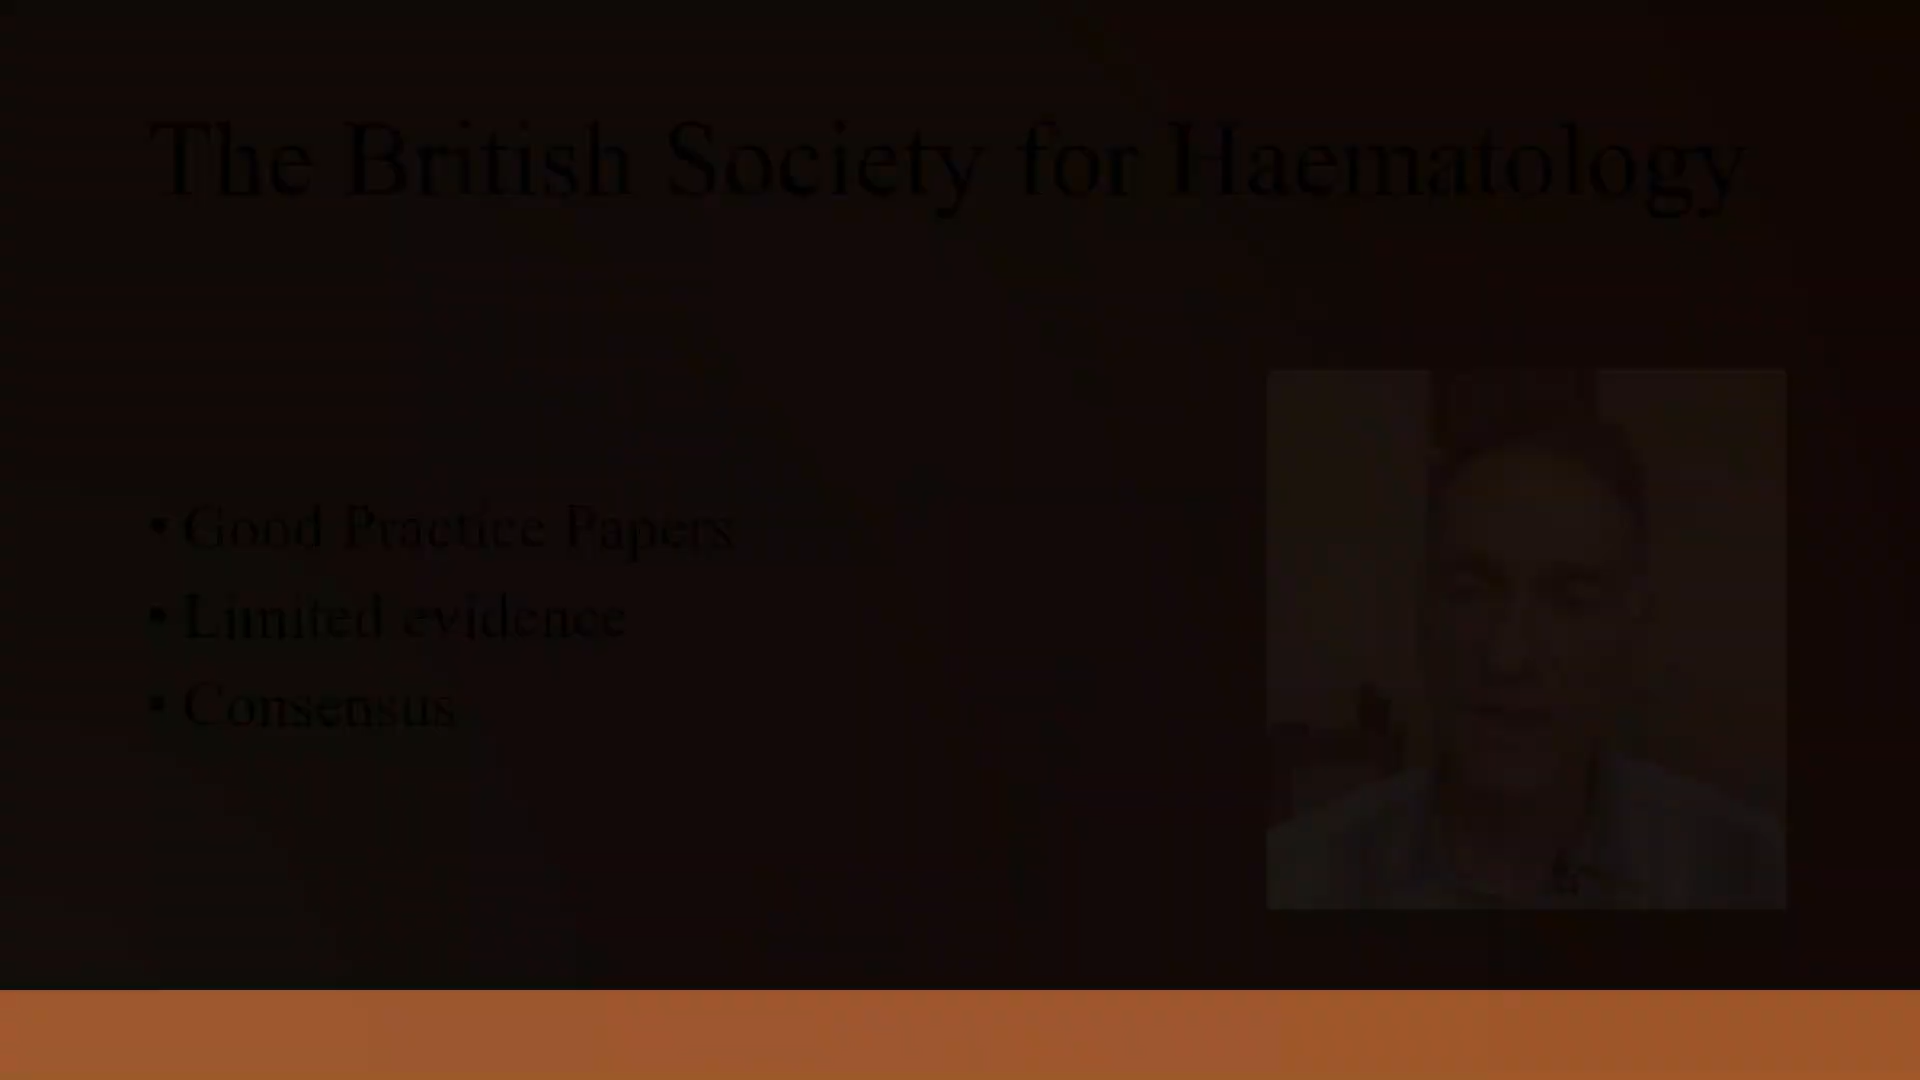 The British Society for Haematology
• Good Practice Papers
• Limited evidence
• Consensus